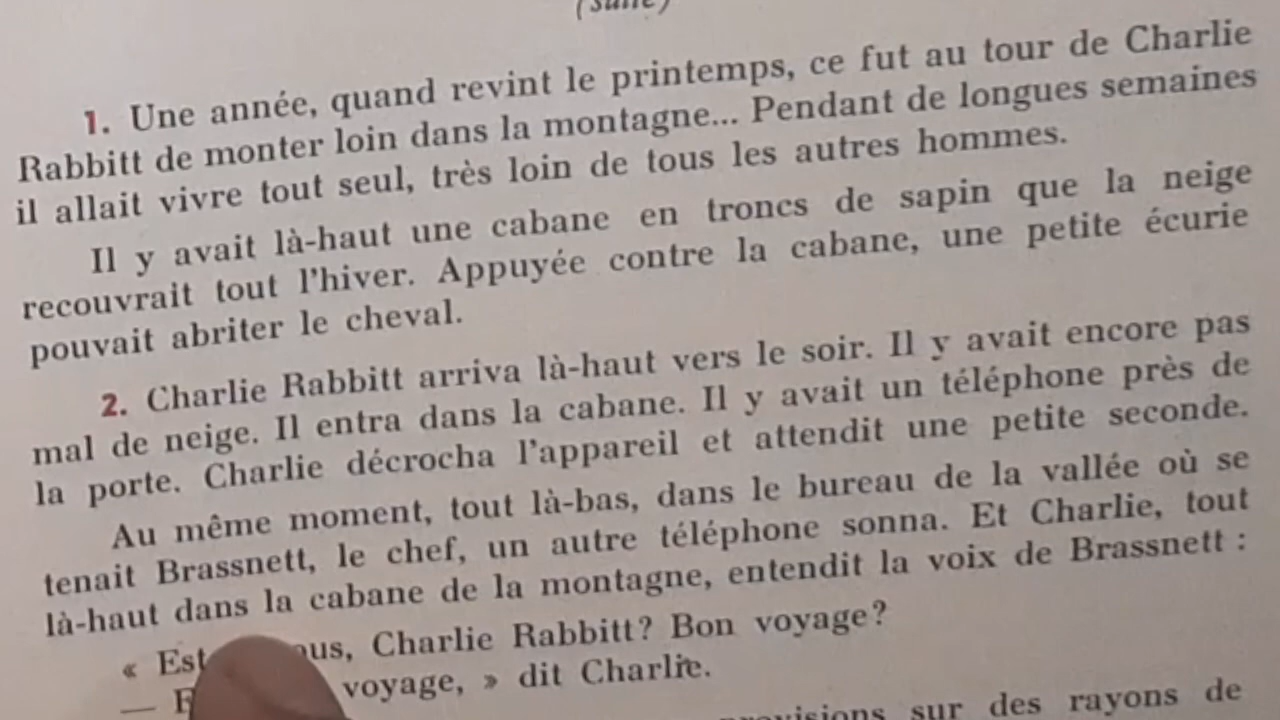 (suite)
1. Une année, quand revint le printemps, ce fut au tour de Charlie
Rabbitt de monter loin dans la montagne... Pendant de longues semaines
il allait vivre tout seul, très loin de tous les autres hommes.
Il y avait là-haut une cabane en troncs de sapin que la neige
recouvrait tout l'hiver. Appuyée contre la cabane, une petite écurie
pouvait abriter le cheval.
2. Charlie Rabbitt arriva là-haut vers le soir. Il y avait encore pas
mal de neige. Il entra dans la cabane. Il y avait un téléphone près de
la porte. Charlie décrocha l'appareil et attendit une petite seconde.
Au même moment, tout là-bas, dans le bureau de la vallée où se
tenait Brassnett, le chef, un autre téléphone sonna. Et Charlie, tout
là-haut dans la cabane de la montagne, entendit la voix de Brassnett :
« Est Charlie Rabbitt? Bon voyage?
— voyage, » dit Charlie.
sur des rayons de